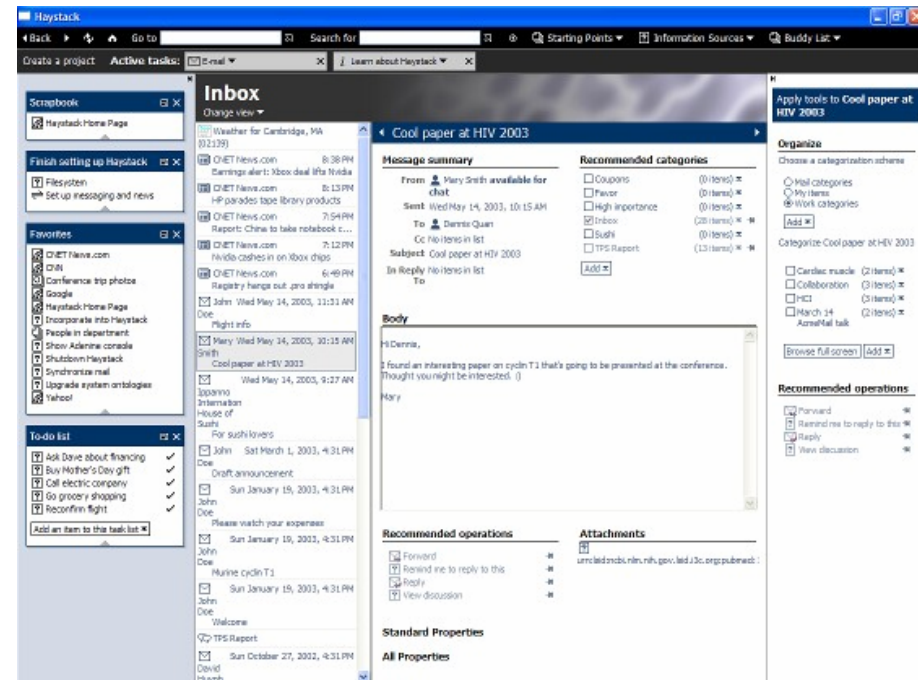 Haystack
Back Go to Search for Starting Points Information Sources Buddy List
Create a project Active tasks: E-mail Learn about Haystack
Scrapbook
Haystack Home Page
Finish setting up Haystack
Filesystem
Set up messaging and news
Favorites
CNET News.com
CNN
Conference trip photos
Google
Haystack Home Page
Incorporate into Haystack
People in department
Show Adenine console
Shutdown Haystack
Synchronize mail
Upgrade system ontologies
Yahoo!
To-do list
Ask Dave about financing
Buy Mother's Day gift
Call electric company
Go grocery shopping
Reconfirm flight
Add an item to this task list
Inbox
Change view
Weather for Cambridge, MA
(02139)
CNET News.com 8:38 PM
Earnings alert: Xbox deal lifts Nvidia
CNET News.com 8:13 PM
HP parades tape library products
CNET News.com 7:54 PM
Report: China to take notebook c...
CNET News.com 7:12 PM
Nvidia cashes in on Xbox chips
CNET News.com 6:49 PM
Registry hangs out .pro shingle
John Wed May 14, 2003, 11:31 AM
Doe
Flight info
Mary Wed May 14, 2003, 10:15 AM
Smith
Cool paper at HIV 2003
Wed May 14, 2003, 9:27 AM
Ippanno
Internation
House of
Sushi
For sushi lovers
John Sat March 1, 2003, 4:31 PM
Doe
Draft announcement
Sun January 19, 2003, 4:31 PM
John
Doe
Please watch your expenses
Sun January 19, 2003, 4:31 PM
John
Doe
Murine cyclin T1
Sun January 19, 2003, 4:31 PM
John
Doe
Welcome
TPS Report
Sun October 27, 2002, 4:31 PM
David
Cool paper at HIV 2003
Message summary
From Mary Smith available for
chat
Sent Wed May 14, 2003, 10:15 AM
To Dennis Quan
Cc No items in list
Subject Cool paper at HIV 2003
In Reply No items in list
To
Recommended categories
Coupons (0 items)
Favor (0 items)
High importance (0 items)
Inbox (28 items)
Sushi (0 items)
TPS Report (13 items)
Add
Body
Hi Dennis,
I found an interesting paper on cyclin T1 that's going to be presented at the conference.
Thought you might be interested. :)
Mary
Recommended operations
Forward
Remind me to reply to this
Reply
View discussion
Attachments
urn:lsid:ncbi.nlm.nih.gov.lsid.i3c.org:pubmed:
Standard Properties
All Properties
Apply tools to Cool paper at
HIV 2003
Organize
Choose a categorization scheme
Mail categories
My items
Work categories
Add
Categorize Cool paper at HIV 2003
Cardiac muscle (2 items)
Collaboration (3 items)
HCI (3 items)
March 14 (2 items)
AcmeMail talk
Browse full screen Add
Recommended operations
Forward
Remind me to reply to this
Reply
View discussion